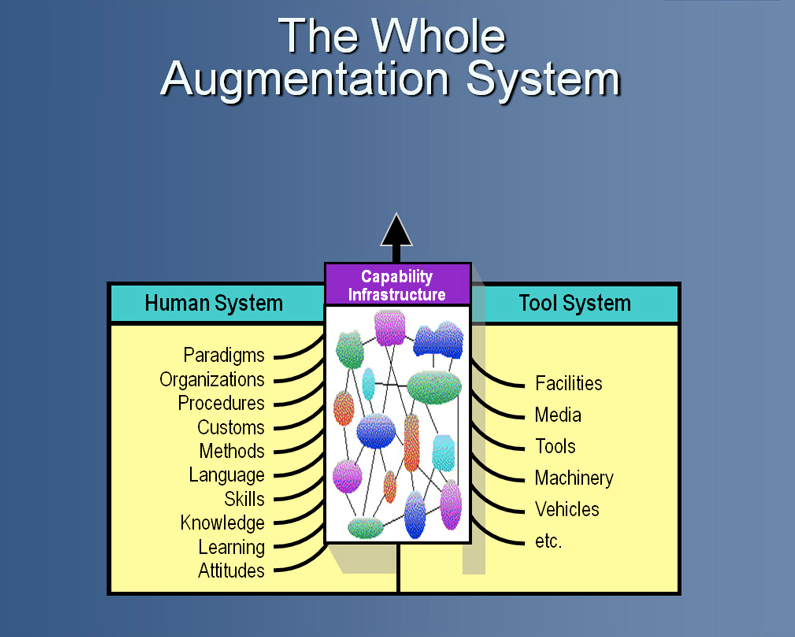 The Whole
Augmentation System
Capability
Infrastructure
Human System
Tool System
Paradigms
Organizations
Procedures
Customs
Methods
Language
Skills
Knowledge
Learning
Attitudes
Facilities
Media
Tools
Machinery
Vehicles
etc.